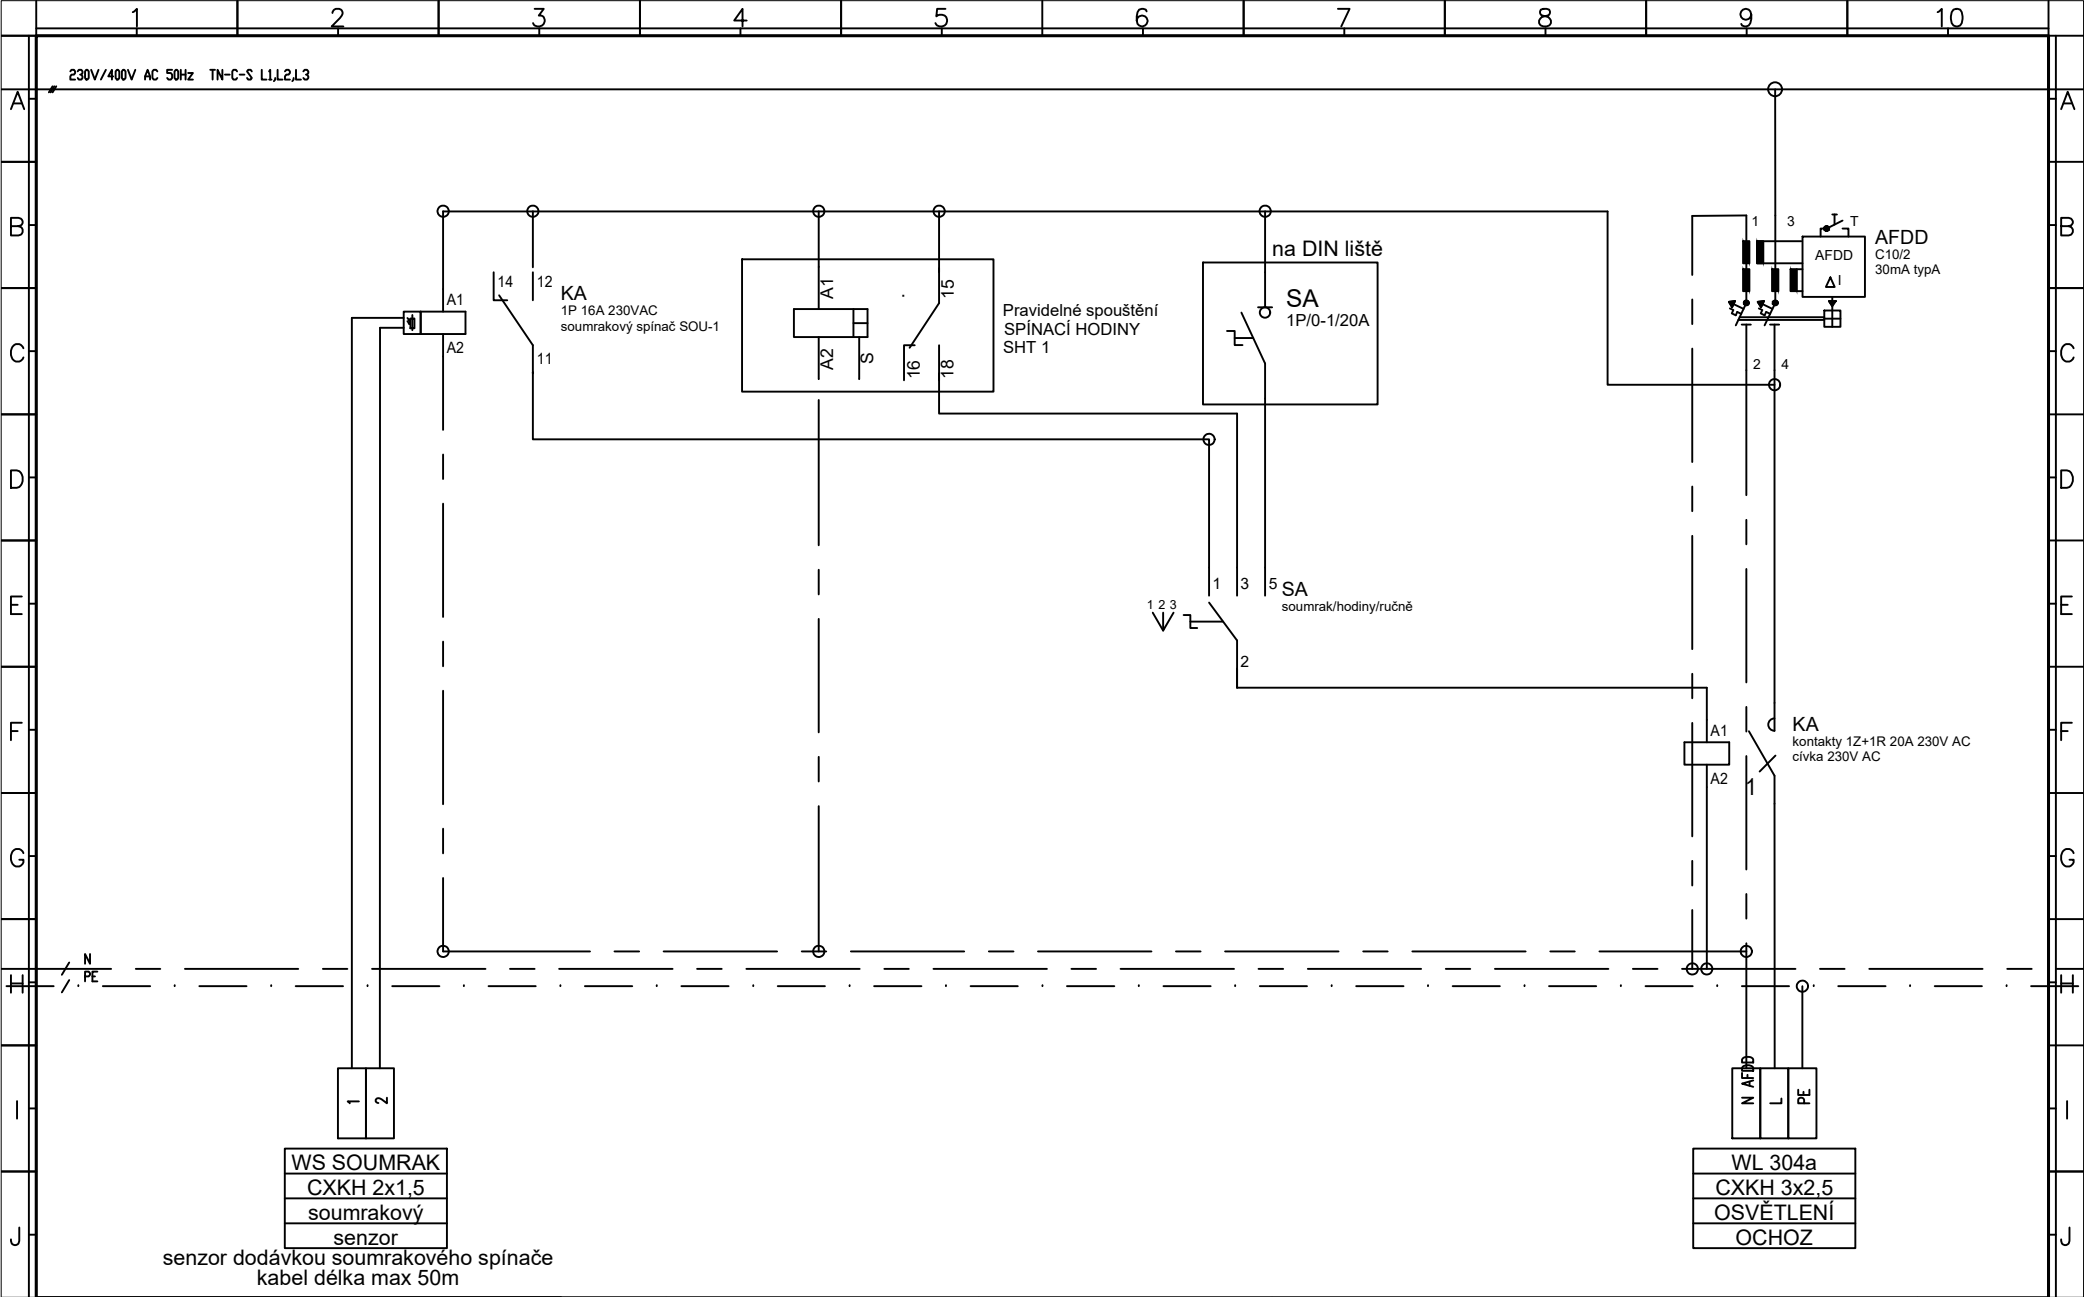 1 2 3 4 5 6 7 8 9 10
230V/400V AC 50Hz TN-C-S L1,L2,L3
A A
B B
C C
D D
E E
F F
G G
H H
I I
J J
A1
A2
14 12
11
KA
1P 16A 230VAC
soumrakový spínač SOU-1
A1
A2
S
15
16
18
Pravidelné spouštění
SPÍNACÍ HODINY
SHT 1
na DIN liště
SA
1P/0-1/20A
1 3
T
AFDD
ΔI
AFDD
C10/2
30mA typA
2 4
1 2 3
1 3 5
SA
soumrak/hodiny/ručně
2
A1
A2
1
KA
kontakty 1Z+1R 20A 230V AC
cívka 230V AC
N
PE
1
2
WS SOUMRAK
CXKH 2x1,5
soumrakový
senzor
senzor dodávkou soumrakového spínače
kabel délka max 50m
N AFDD
L
PE
WL 304a
CXKH 3x2,5
OSVĚTLENÍ
OCHOZ